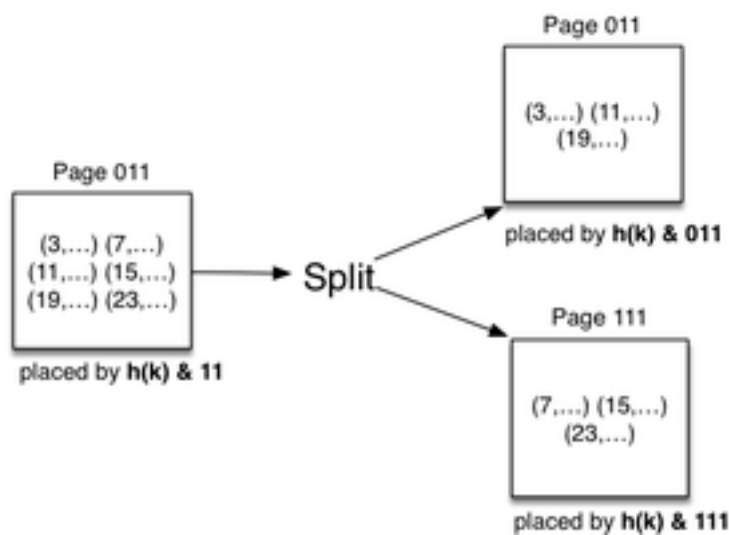 Page 011
(3,...) (7,...)
(11,...) (15,...)
(19,...) (23,...)
placed by h(k) & 11
Split
Page 011
(3,...) (11,...)
(19,...)
placed by h(k) & 011
Page 111
(7,...) (15,...)
(23,...)
placed by h(k) & 111